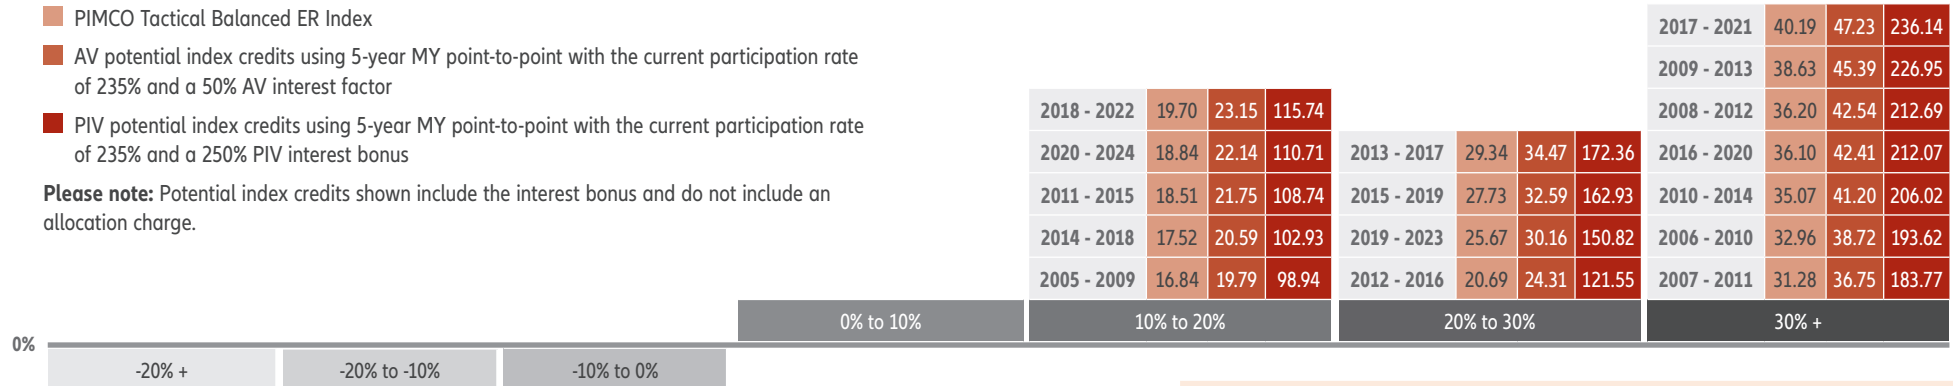 PIMCO Tactical Balanced ER Index
AV potential index credits using 5-year MY point-to-point with the current participation rate
of 235% and a 50% AV interest factor
PIV potential index credits using 5-year MY point-to-point with the current participation rate
of 235% and a 250% PIV interest bonus
Please note: Potential index credits shown include the interest bonus and do not include an
allocation charge.
2018 - 2022 19.70 23.15 115.74
2020 - 2024 18.84 22.14 110.71
2011 - 2015 18.51 21.75 108.74
2014 - 2018 17.52 20.59 102.93
2005 - 2009 16.84 19.79 98.94
2013 - 2017 29.34 34.47 172.36
2015 - 2019 27.73 32.59 162.93
2019 - 2023 25.67 30.16 150.82
2012 - 2016 20.69 24.31 121.55
2017 - 2021 40.19 47.23 236.14
2009 - 2013 38.63 45.39 226.95
2008 - 2012 36.20 42.54 212.69
2016 - 2020 36.10 42.41 212.07
2010 - 2014 35.07 41.20 206.02
2006 - 2010 32.96 38.72 193.62
2007 - 2011 31.28 36.75 183.77
0% to 10% 10% to 20% 20% to 30% 30% +
0%
-20% + -20% to -10% -10% to 0%